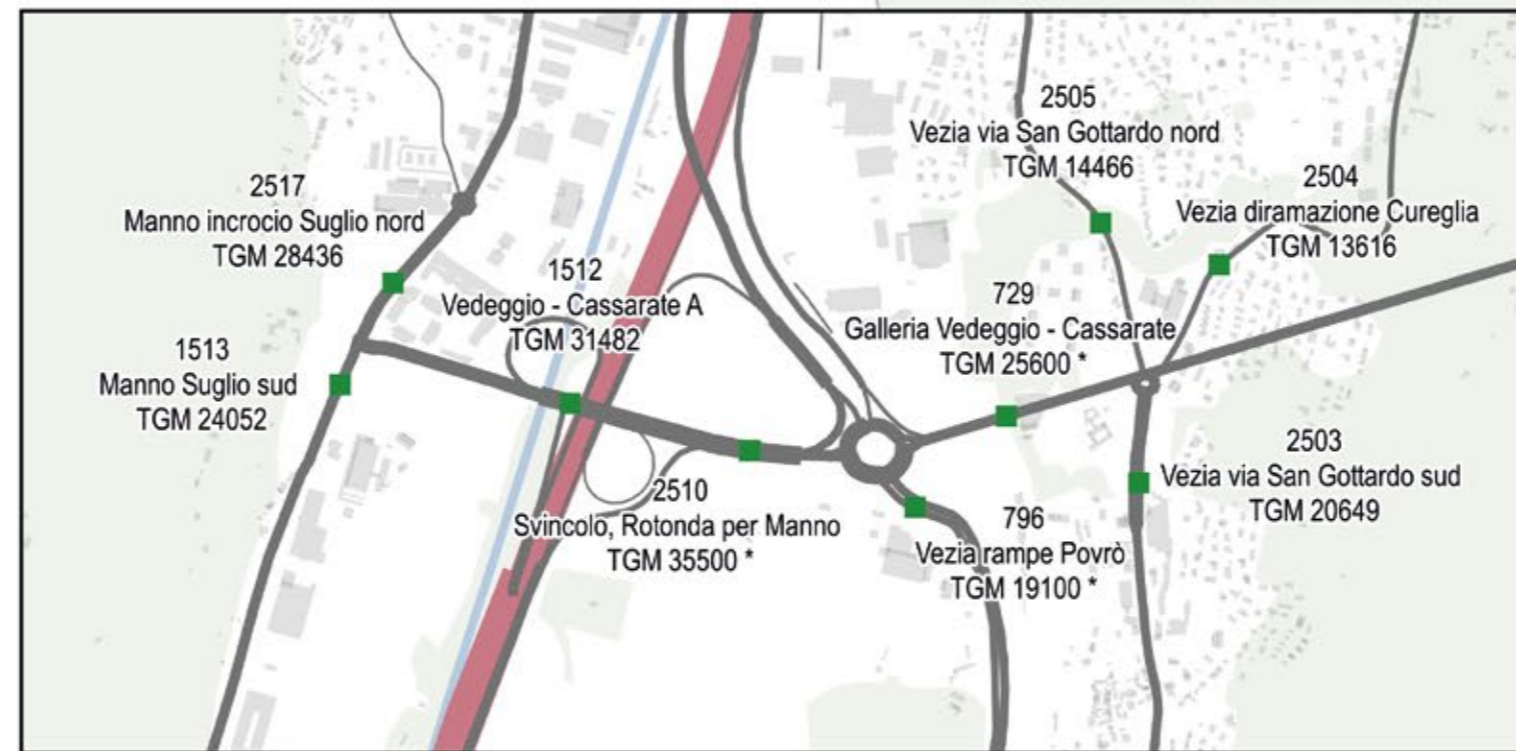 2505
Vezia via San Gottardo nord
TGM 14466
2504
Vezia diramazione Cureglia
TGM 13616
2517
Manno incrocio Suglio nord
TGM 28436
1512
Vedeggio - Cassarate A
TGM 31482
729
Galleria Vedeggio - Cassarate
TGM 25600 *
1513
Manno Suglio sud
TGM 24052
2503
Vezia via San Gottardo sud
TGM 20649
2510
Svincolo, Rotonda per Manno
TGM 35500 *
796
Vezia rampe Povrò
TGM 19100 *